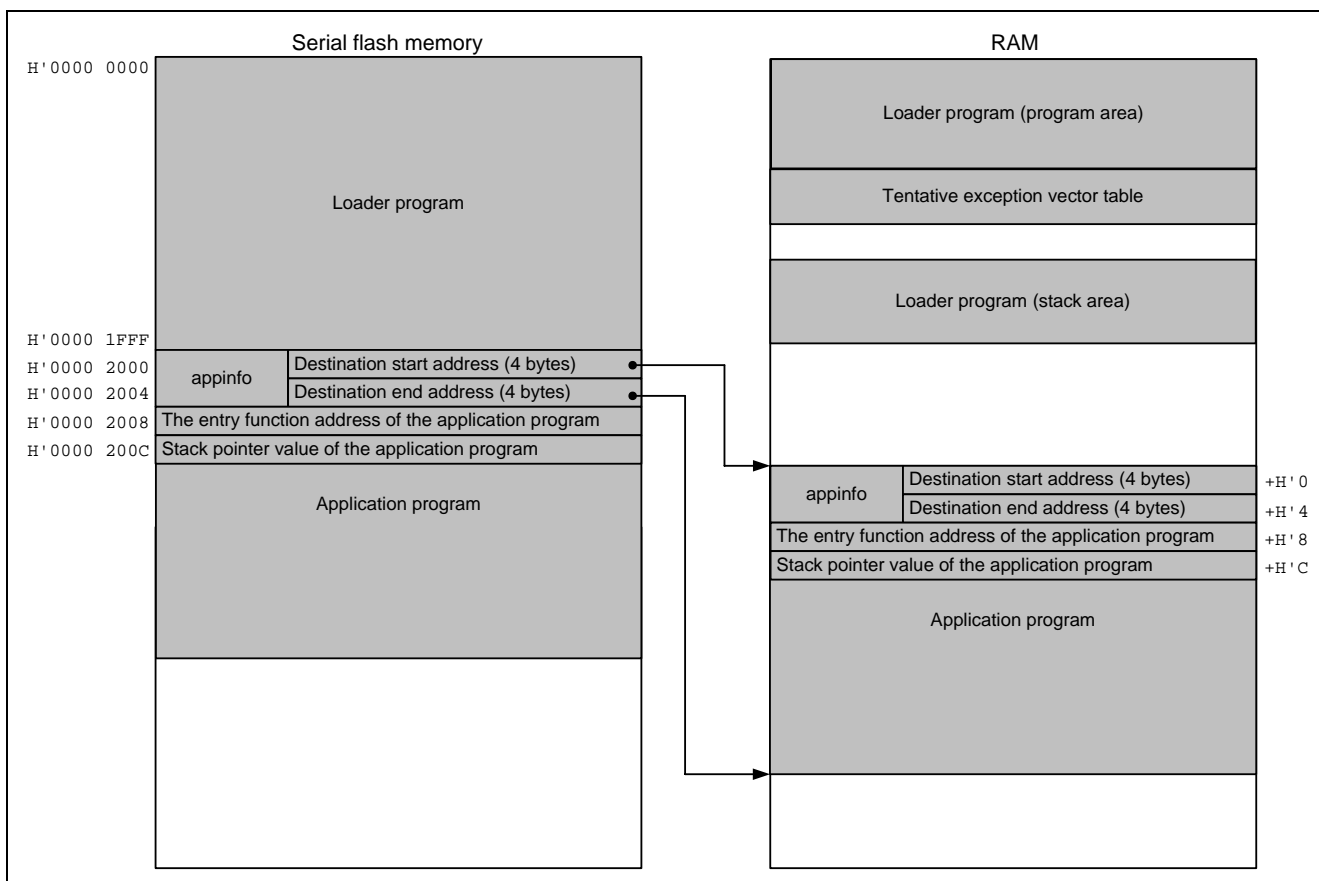 Serial flash memory
H'0000 0000
Loader program
H'0000 1FFF
H'0000 2000
appinfo
Destination start address (4 bytes)
H'0000 2004
Destination end address (4 bytes)
H'0000 2008
The entry function address of the application program
H'0000 200C
Stack pointer value of the application program
Application program
RAM
Loader program (program area)
Tentative exception vector table
Loader program (stack area)
appinfo
Destination start address (4 bytes)
+H'0
Destination end address (4 bytes)
+H'4
The entry function address of the application program
+H'8
Stack pointer value of the application program
+H'C
Application program